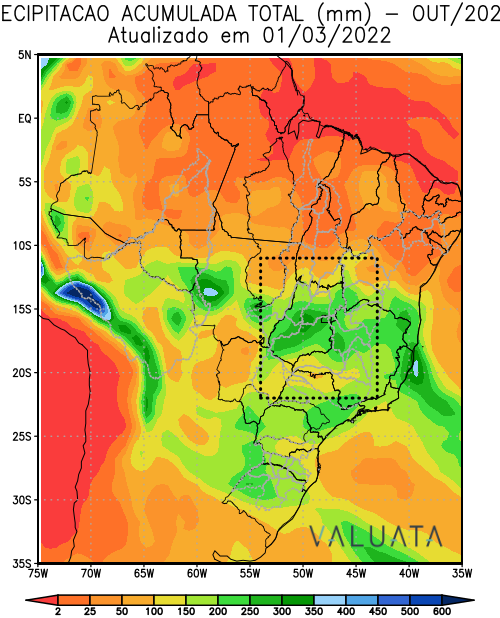 ECIPITACAO ACUMULADA TOTAL (mm) – OUT/202
Atualizado em 01/03/2022
5N
EQ
5S
10S
15S
20S
25S
30S
35S
VALUATA
75W 70W 65W 60W 55W 50W 45W 40W 35W
2 25 50 100 150 200 250 300 350 400 450 500 600